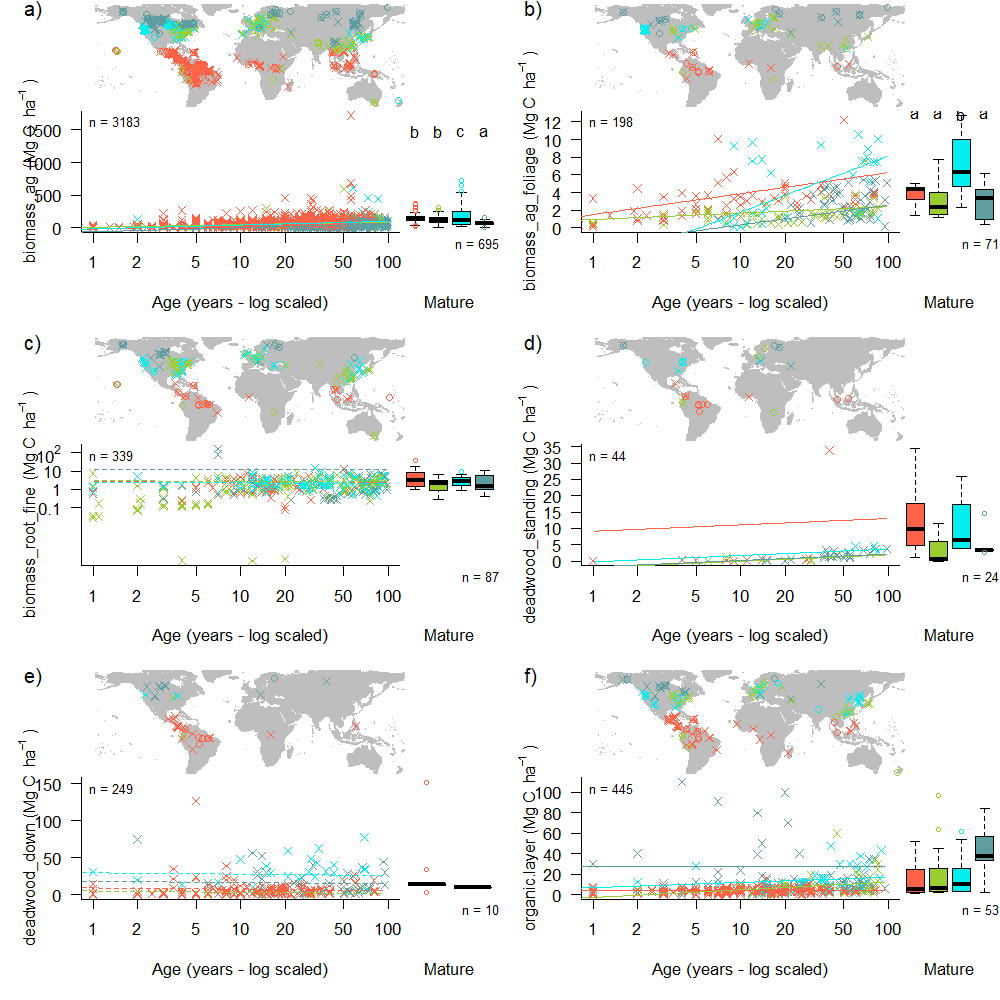 a)
biomass_ag (Mg C ha⁻¹)
n = 3183
1500
1000
500
0
b b c a
n = 695
1 2 5 10 20 50 100
Age (years - log scaled)
Mature
b)
biomass_ag_foliage (Mg C ha⁻¹)
n = 198
12
10
8
6
4
2
0
a a b a
n = 71
1 2 5 10 20 50 100
Age (years - log scaled)
Mature
c)
biomass_root_fine (Mg C ha⁻¹)
n = 339
10²
10
1
0.1
n = 87
1 2 5 10 20 50 100
Age (years - log scaled)
Mature
d)
deadwood_standing (Mg C ha⁻¹)
n = 44
35
30
25
20
15
10
5
0
n = 24
1 2 5 10 20 50 100
Age (years - log scaled)
Mature
e)
deadwood_down (Mg C ha⁻¹)
n = 249
150
100
50
0
n = 10
1 2 5 10 20 50 100
Age (years - log scaled)
Mature
f)
organic.layer (Mg C ha⁻¹)
n = 445
100
80
60
40
20
0
n = 53
1 2 5 10 20 50 100
Age (years - log scaled)
Mature